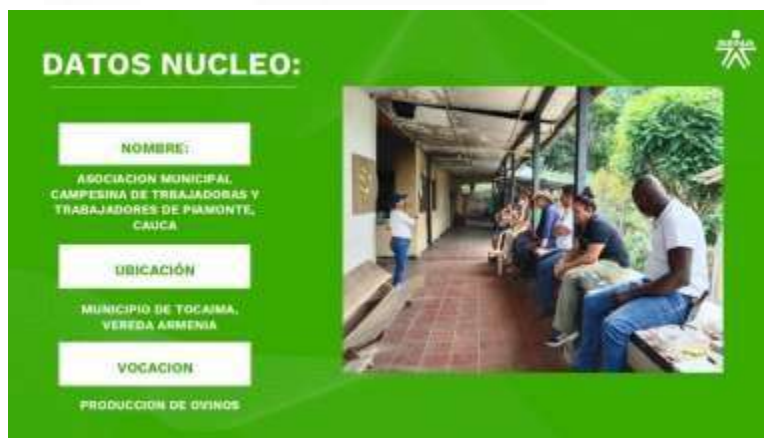 DATOS NUCLEO:
SENA
NOMBRE:
ASOCIACION MUNICIPAL
CAMPESINA DE TRBAJADORAS Y
TRABAJADORES DE PIAMONTE,
CAUCA
UBICACIÓN
MUNICIPIO DE TOCAIMA.
VEREDA ARMENIA
VOCACION
PRODUCCION DE OVINOS